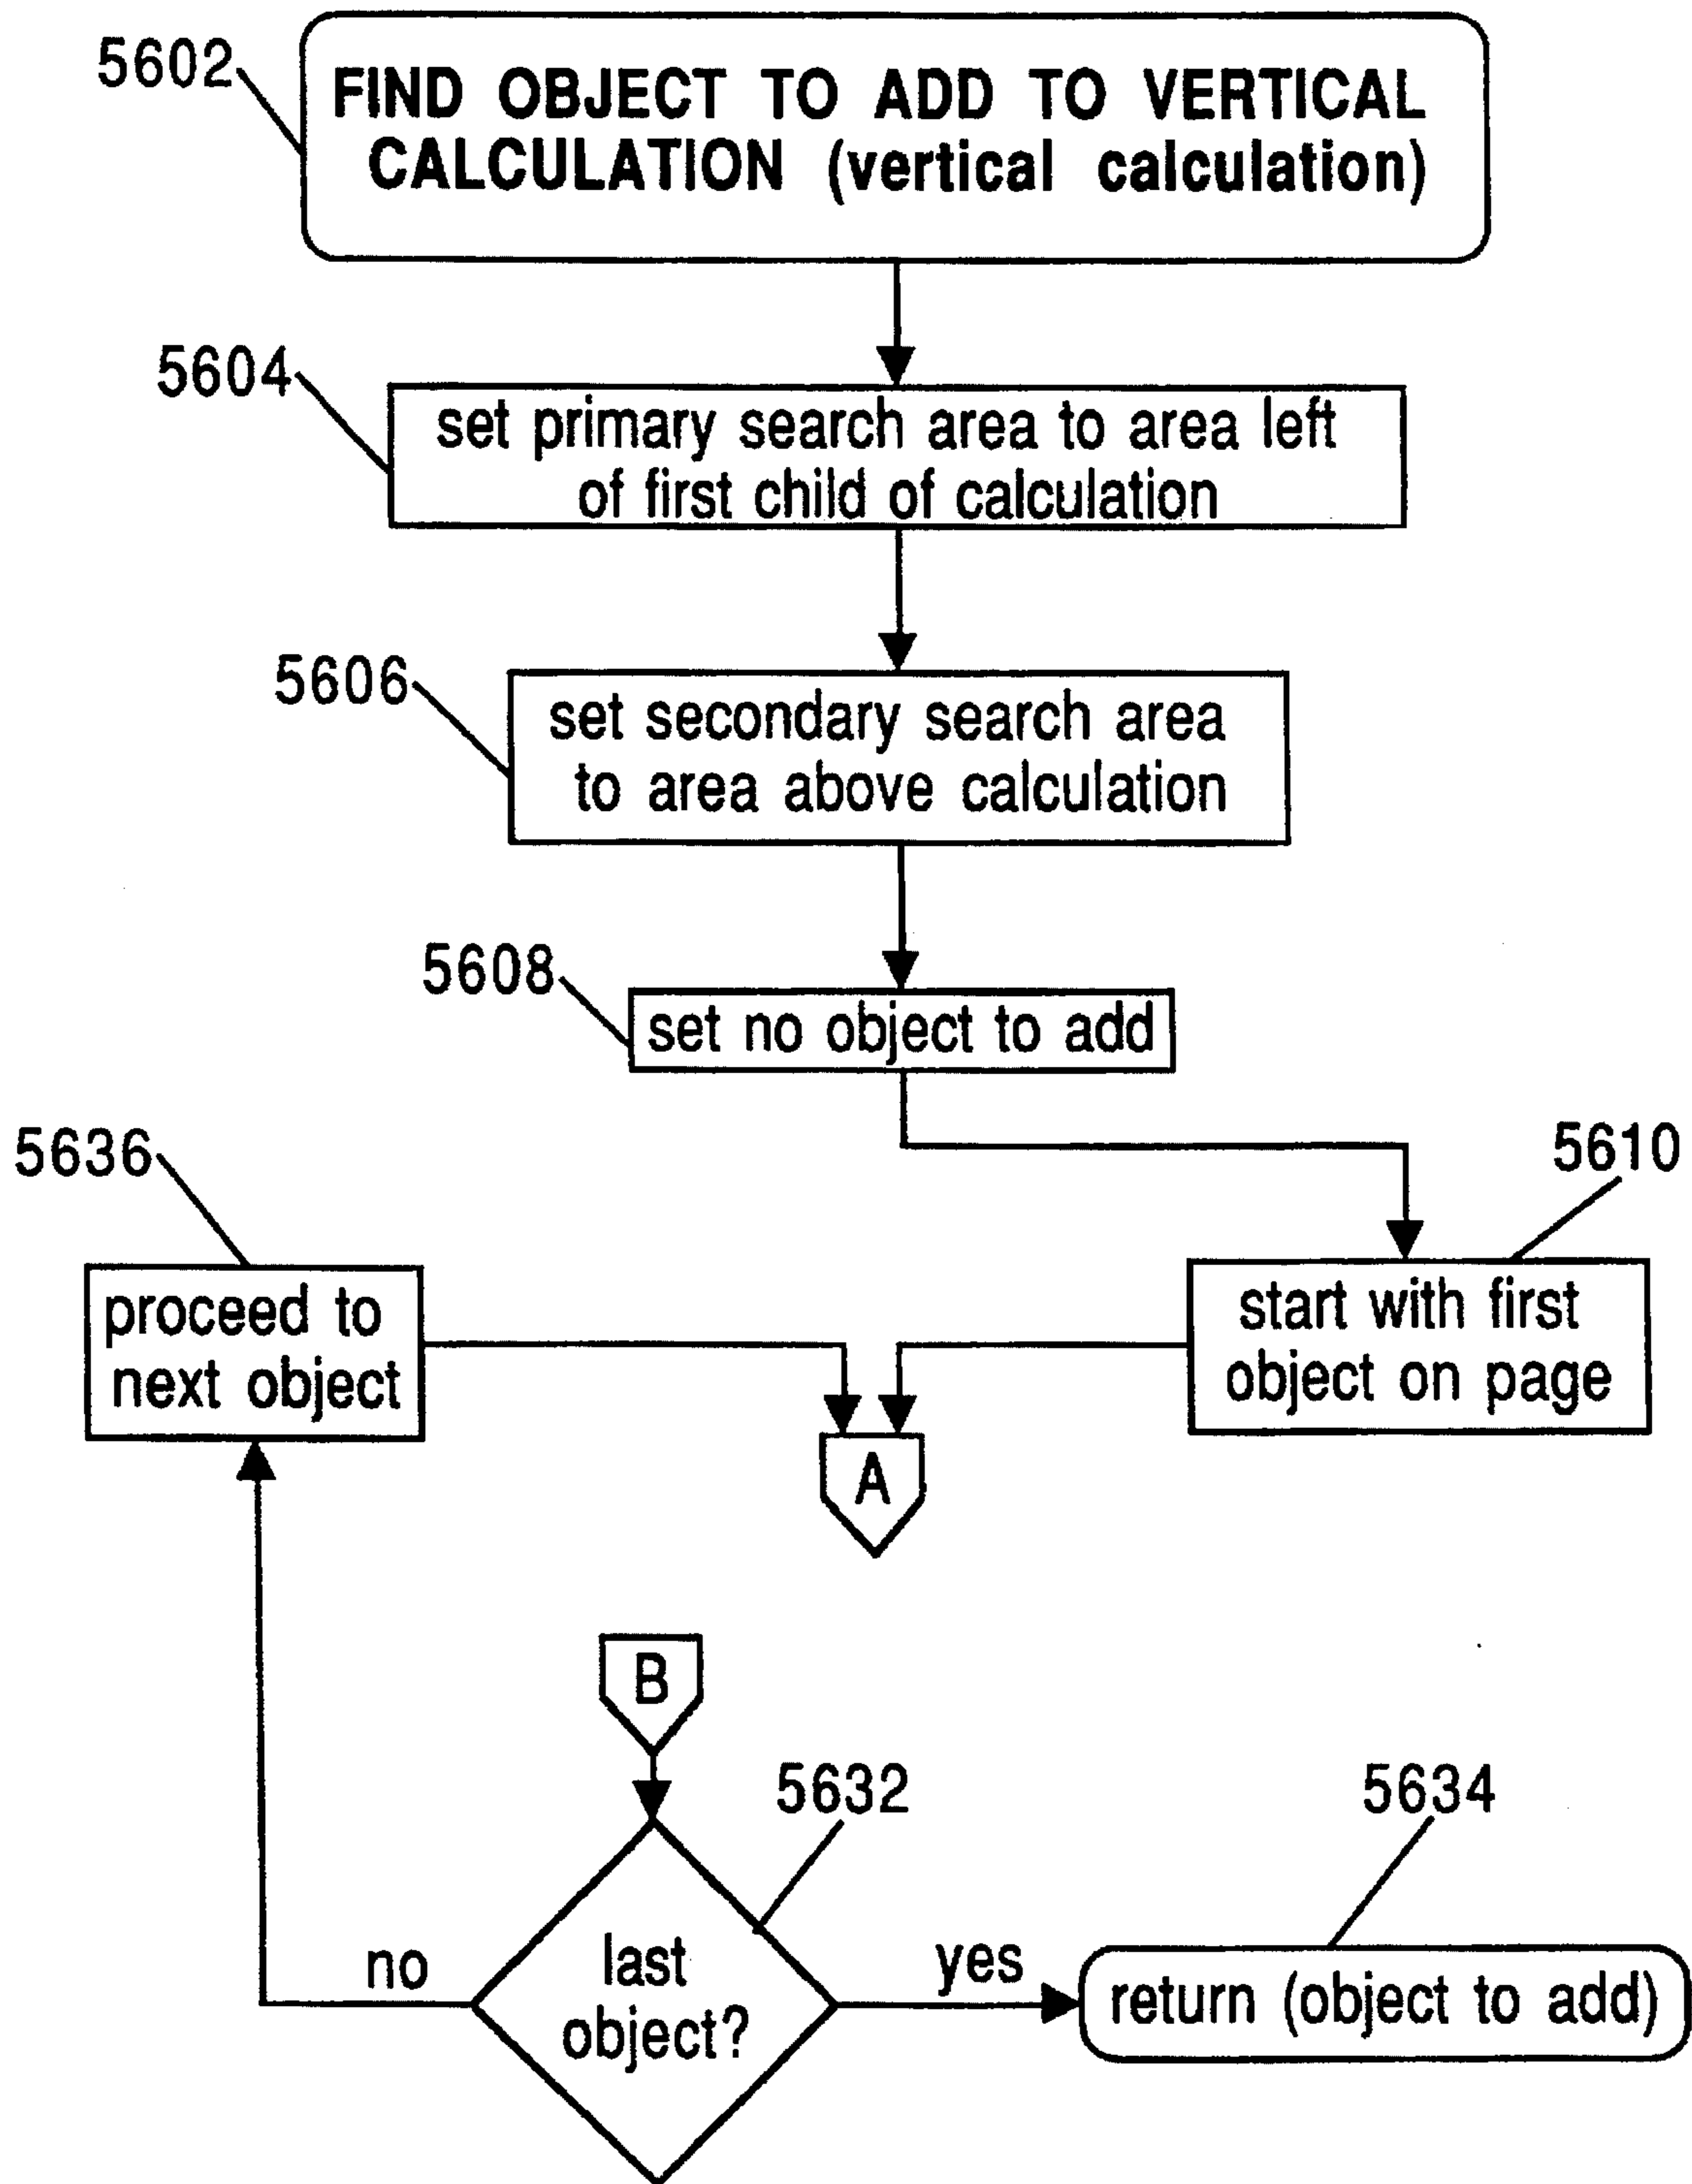 5602
FIND OBJECT TO ADD TO VERTICAL
CALCULATION (vertical calculation)
5604
set primary search area to area left
of first child of calculation
5606
set secondary search area
to area above calculation
5608
set no object to add
5636
5610
proceed to
next object
start with first
object on page
A
B
5632
5634
no
last
object?
yes
return (object to add)